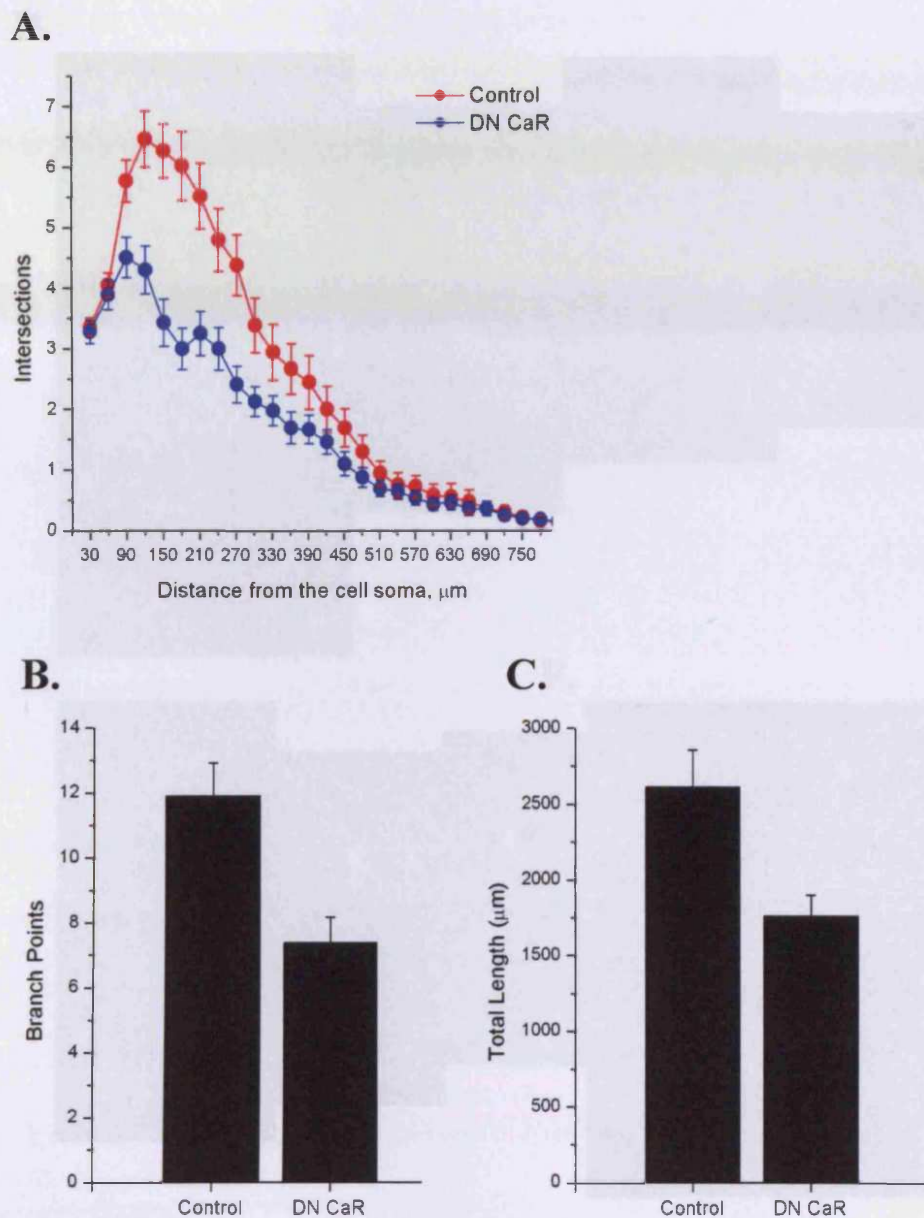 A.
Control
DN CaR
7
6
5
4
3
2
1
0
Intersections
30 90 150 210 270 330 390 450 510 570 630 690 750
Distance from the cell soma, μm
B.
14
12
10
8
6
4
2
0
Branch Points
Control DN CaR
C.
3000
2500
2000
1500
1000
500
0
Total Length (μm)
Control DN CaR